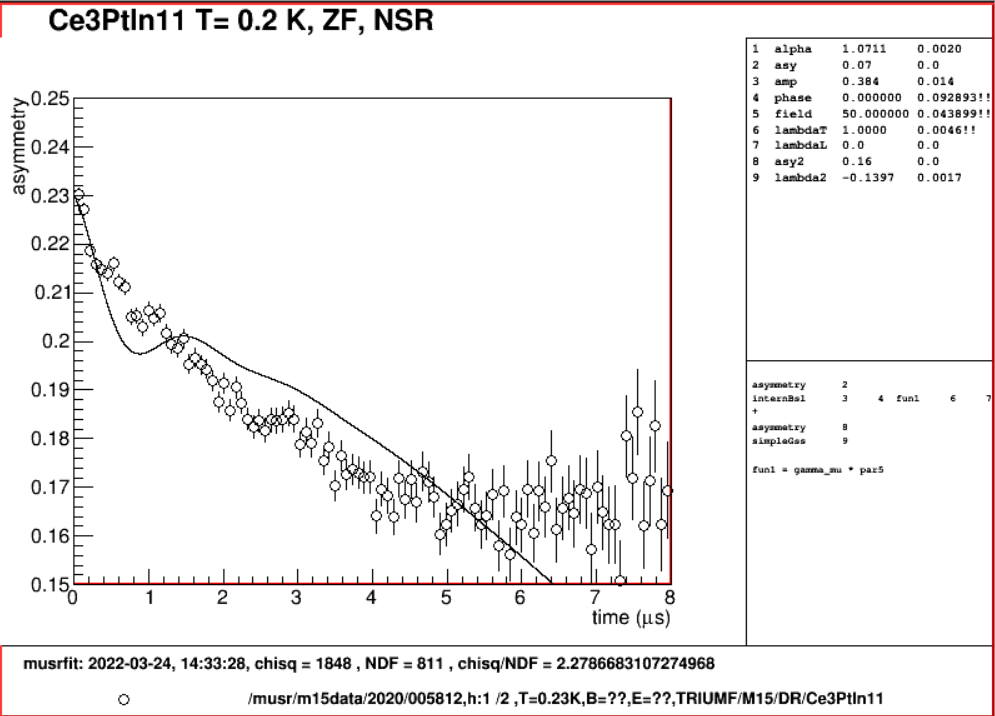 Ce3PtIn11 T= 0.2 K, ZF, NSR
1 alpha 1.0711 0.0020
2 asy 0.07 0.0
3 amp 0.384 0.014
4 phase 0.000000 0.092893!!
5 field 50.000000 0.043899!!
6 lambdaT 1.0000 0.0046!!
7 lambdaL 0.0 0.0
8 asy2 0.16 0.0
9 lambda2 -0.1397 0.0017
asymmetry
0.25
0.24
0.23
0.22
0.21
0.2
0.19
0.18
0.17
0.16
0.15
0 1 2 3 4 5 6 7 8
time (μs)
asymmetry 2
internBsl 3 4 fun1 6 7
+
asymmetry 8
simpleGss 9
fun1 = gamma_mu * par5
musrfit: 2022-03-24, 14:33:28, chisq = 1848 , NDF = 811 , chisq/NDF = 2.2786683107274968
/musr/m15data/2020/005812,h:1 /2 ,T=0.23K,B=??,E=??,TRIUMF/M15/DR/Ce3PtIn11